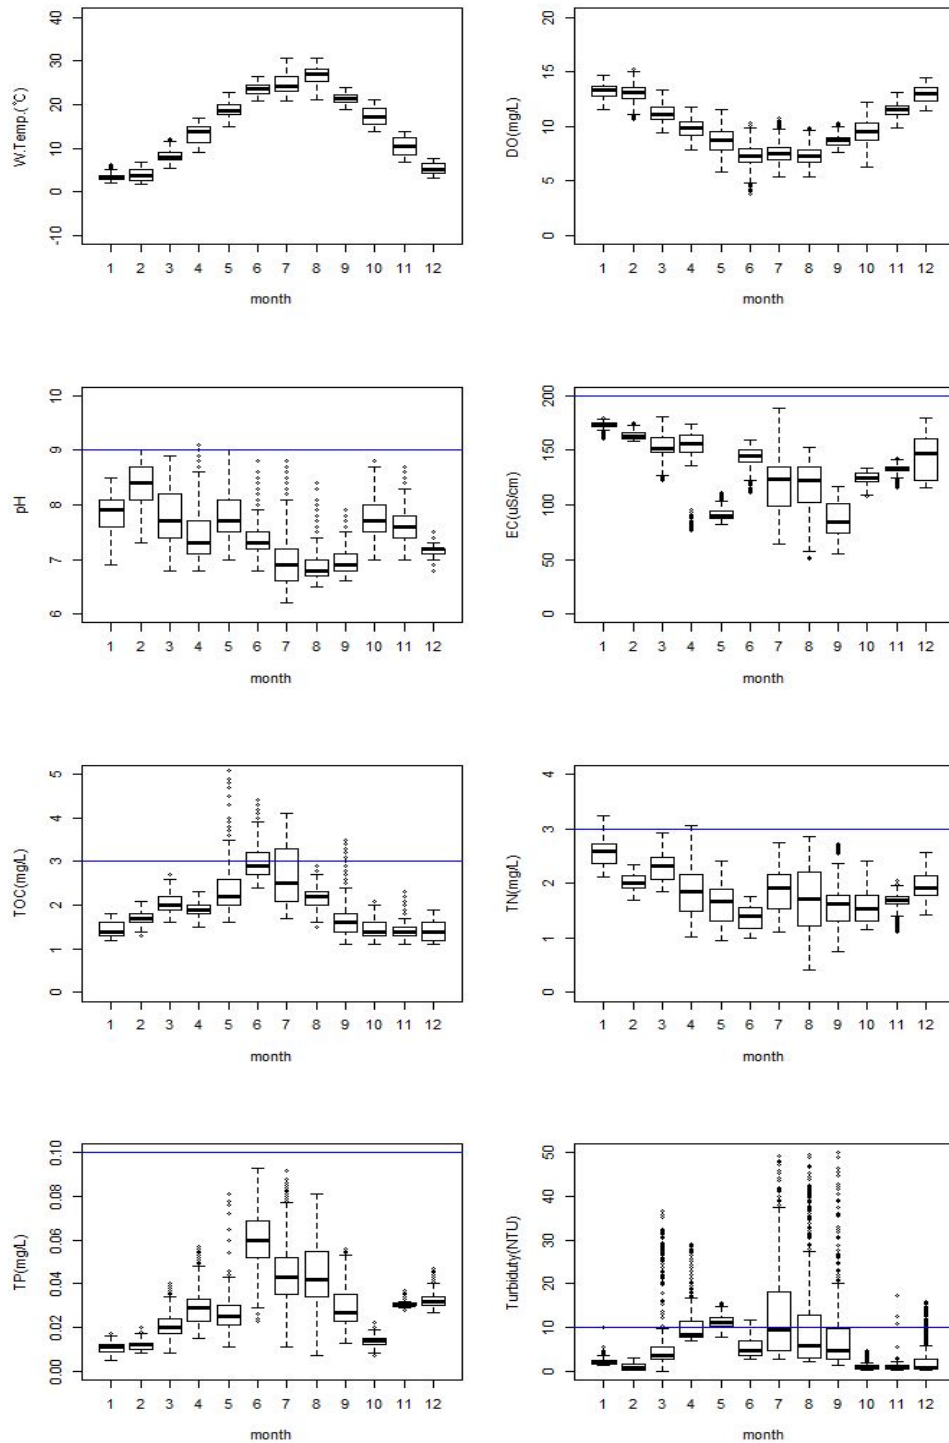 W.Temp.(°C)
40
30
20
10
0
-10
1 2 3 4 5 6 7 8 9 10 11 12
month
DO(mg/L)
20
15
10
5
0
1 2 3 4 5 6 7 8 9 10 11 12
month
pH
10
9
8
7
6
1 2 3 4 5 6 7 8 9 10 11 12
month
EC(uS/cm)
200
150
100
50
0
1 2 3 4 5 6 7 8 9 10 11 12
month
TOC(mg/L)
5
4
3
2
1
0
1 2 3 4 5 6 7 8 9 10 11 12
month
TN(mg/L)
4
3
2
1
0
1 2 3 4 5 6 7 8 9 10 11 12
month
TP(mg/L)
0.10
0.08
0.06
0.04
0.02
0.00
1 2 3 4 5 6 7 8 9 10 11 12
month
Turbiduty(NTU)
50
40
30
20
10
0
1 2 3 4 5 6 7 8 9 10 11 12
month